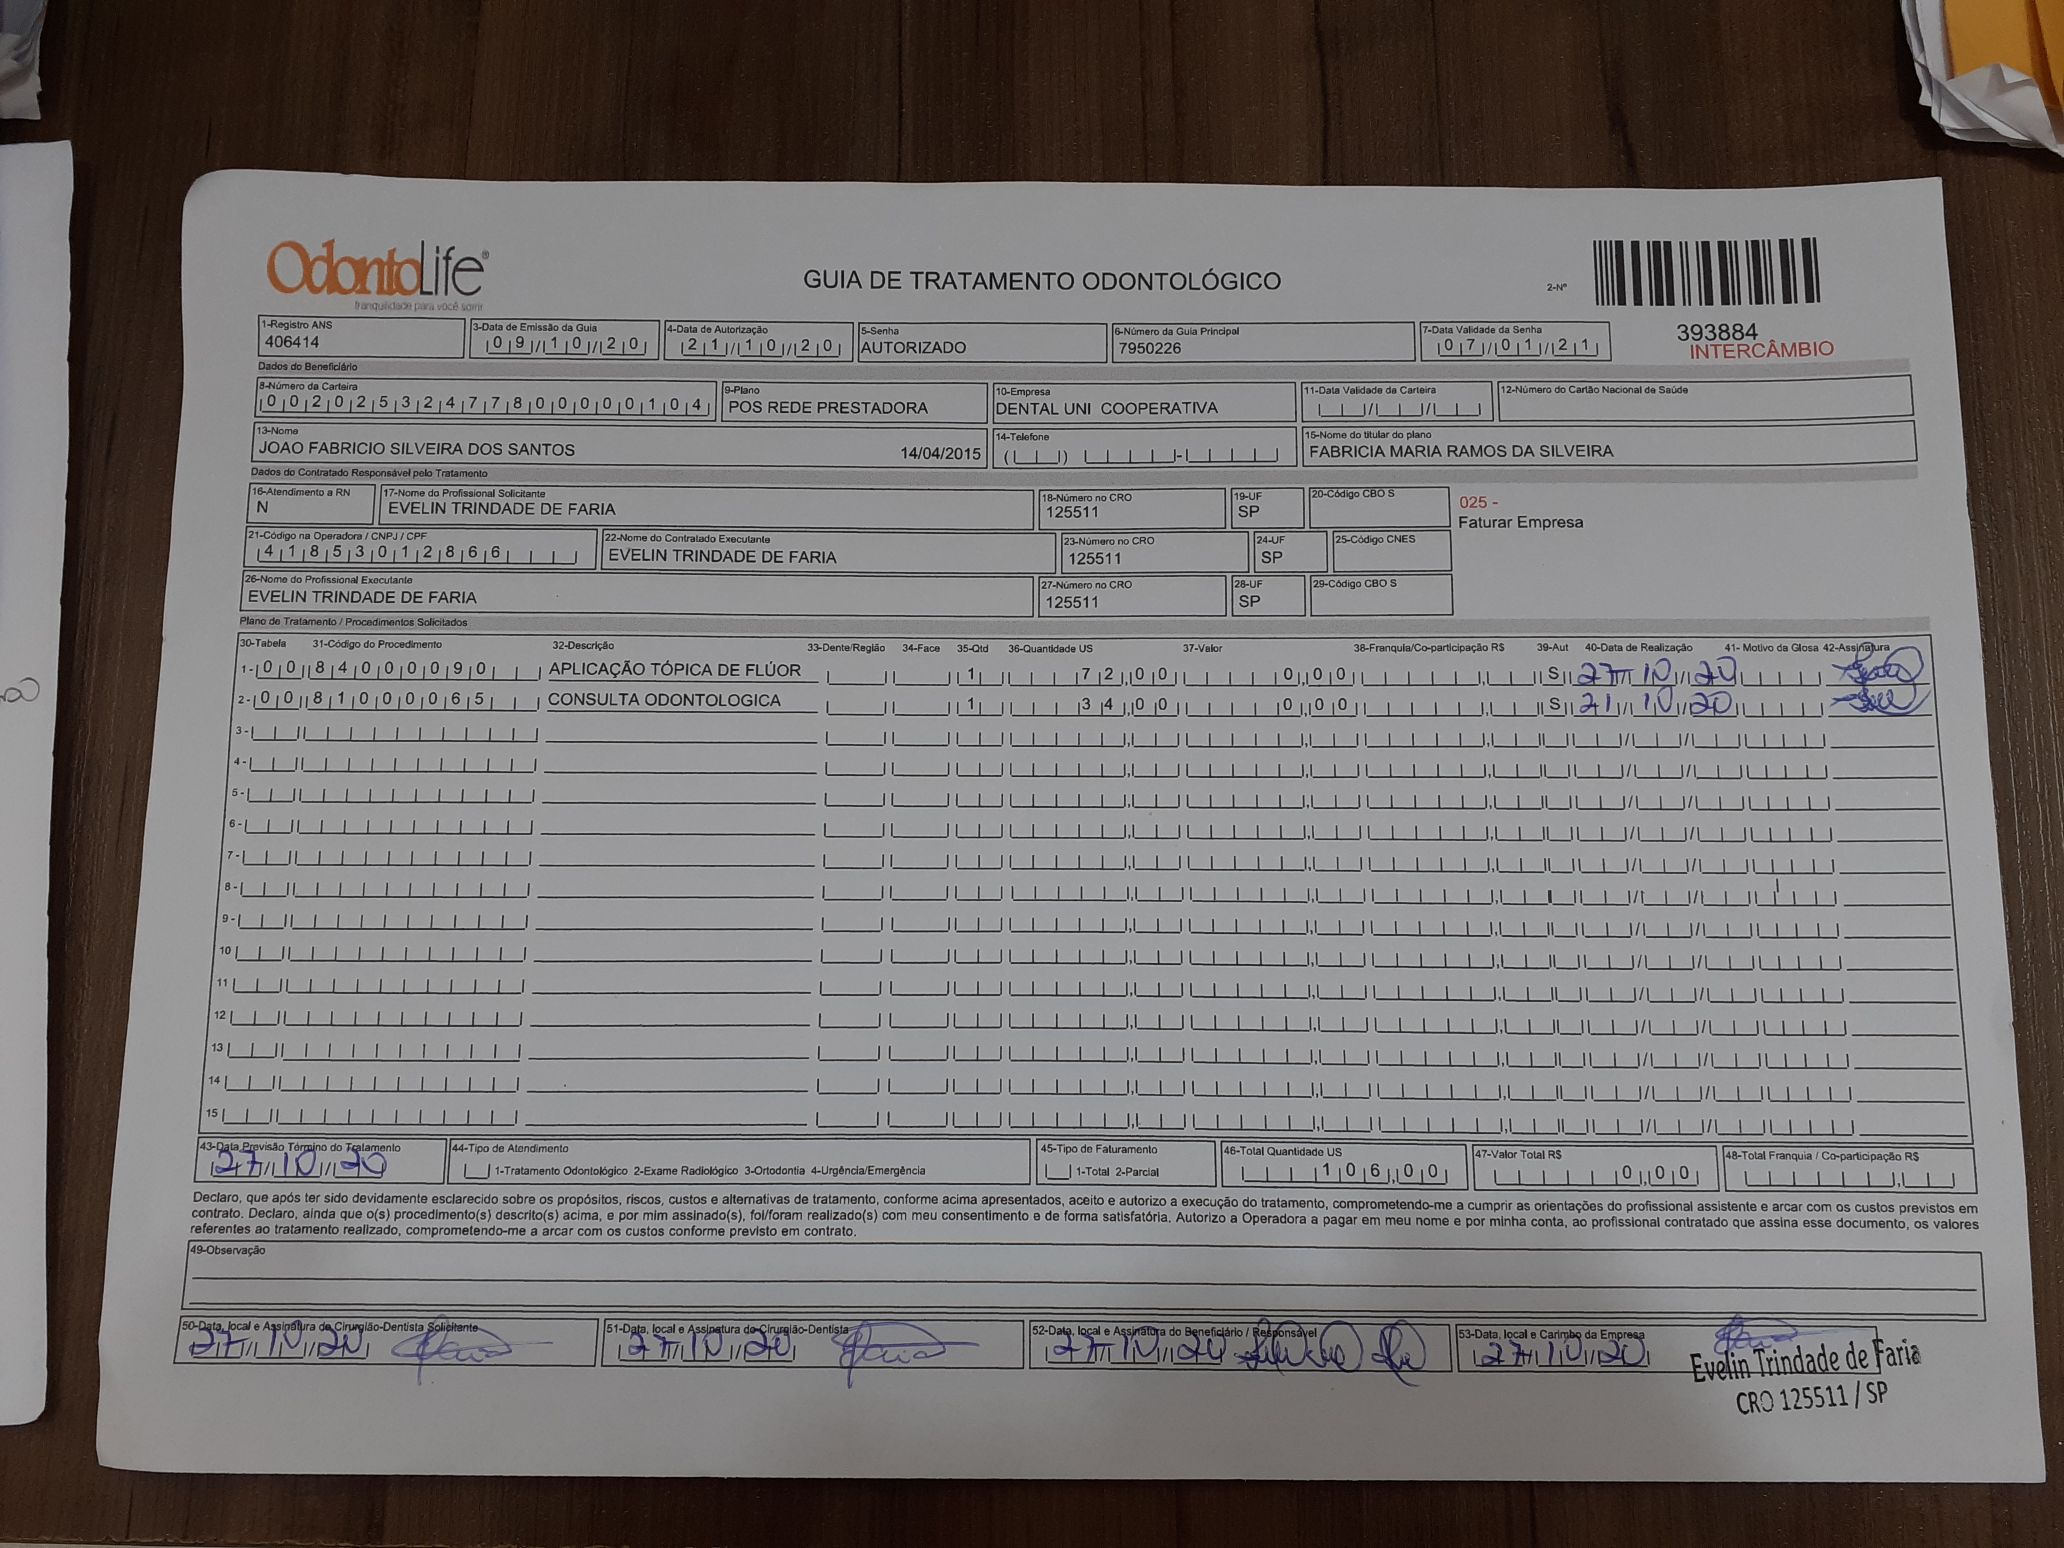 OdontoLife®
tranquilidade para você sorrir
GUIA DE TRATAMENTO ODONTOLÓGICO
2-Nº
393884
INTERCÂMBIO
1-Registro ANS
406414
3-Data de Emissão da Guia
09/10/20
4-Data de Autorização
21/10/20
5-Senha
AUTORIZADO
6-Número da Guia Principal
7950226
7-Data Validade da Senha
07/01/21
Dados do Beneficiário
8-Número da Carteira
00202532477800000104
9-Plano
POS REDE PRESTADORA
10-Empresa
DENTAL UNI COOPERATIVA
11-Data Validade da Carteira
12-Número do Cartão Nacional de Saúde
13-Nome
JOAO FABRICIO SILVEIRA DOS SANTOS 14/04/2015
14-Telefone
15-Nome do titular do plano
FABRICIA MARIA RAMOS DA SILVEIRA
Dados do Contratado Responsável pelo Tratamento
16-Atendimento a RN
N
17-Nome do Profissional Solicitante
EVELIN TRINDADE DE FARIA
18-Número no CRO
125511
19-UF
SP
20-Código CBO S
025 -
Faturar Empresa
21-Código na Operadora / CNPJ / CPF
41853012866
22-Nome do Contratado Executante
EVELIN TRINDADE DE FARIA
23-Número no CRO
125511
24-UF
SP
25-Código CNES
26-Nome do Profissional Executante
EVELIN TRINDADE DE FARIA
27-Número no CRO
125511
28-UF
SP
29-Código CBO S
Plano de Tratamento / Procedimentos Solicitados
30-Tabela 31-Código do Procedimento 32-Descrição 33-Dente/Região 34-Face 35-Qtd 36-Quantidade US 37-Valor 38-Franquia/Co-participação R$ 39-Aut 40-Data de Realização 41- Motivo da Glosa 42-Assinatura
1- 00 84000090 APLICAÇÃO TÓPICA DE FLÚOR 1 72,00 0,00 S 27/10/20
2- 00 81000065 CONSULTA ODONTOLOGICA 1 34,00 0,00 S 21/10/20
3-
4-
5-
6-
7-
8-
9-
10
11
12
13
14
15
43-Data Previsão Término do Tratamento
27/10/20
44-Tipo de Atendimento
1-Tratamento Odontológico 2-Exame Radiológico 3-Ortodontia 4-Urgência/Emergência
45-Tipo de Faturamento
1-Total 2-Parcial
46-Total Quantidade US
106,00
47-Valor Total R$
0,00
48-Total Franquia / Co-participação R$
Declaro, que após ter sido devidamente esclarecido sobre os propósitos, riscos, custos e alternativas de tratamento, conforme acima apresentados, aceito e autorizo a execução do tratamento, comprometendo-me a cumprir as orientações do profissional assistente e arcar com os custos previstos em
contrato. Declaro, ainda que o(s) procedimento(s) descrito(s) acima, e por mim assinado(s), foi/foram realizado(s) com meu consentimento e de forma satisfatória. Autorizo a Operadora a pagar em meu nome e por minha conta, ao profissional contratado que assina esse documento, os valores
referentes ao tratamento realizado, comprometendo-me a arcar com os custos conforme previsto em contrato.
49-Observação
50-Data, local e Assinatura do Cirurgião-Dentista Solicitante
27/10/20
51-Data, local e Assinatura do Cirurgião-Dentista
27/10/20
52-Data, local e Assinatura do Beneficiário / Responsável
27/10/20
53-Data, local e Carimbo da Empresa
27/10/20
Evelin Trindade de Faria
CRO 125511 / SP